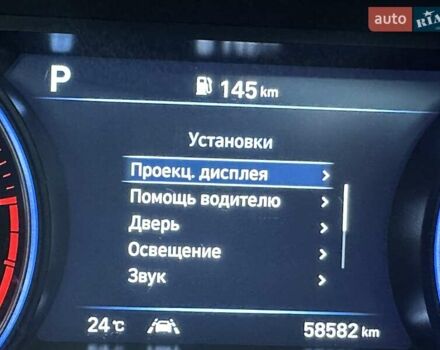 auto RIA
P 145 km
Установки
Проекц. дисплея >
Помощь водителю >
Дверь >
Освещение >
Звук >
24°C 58582 km